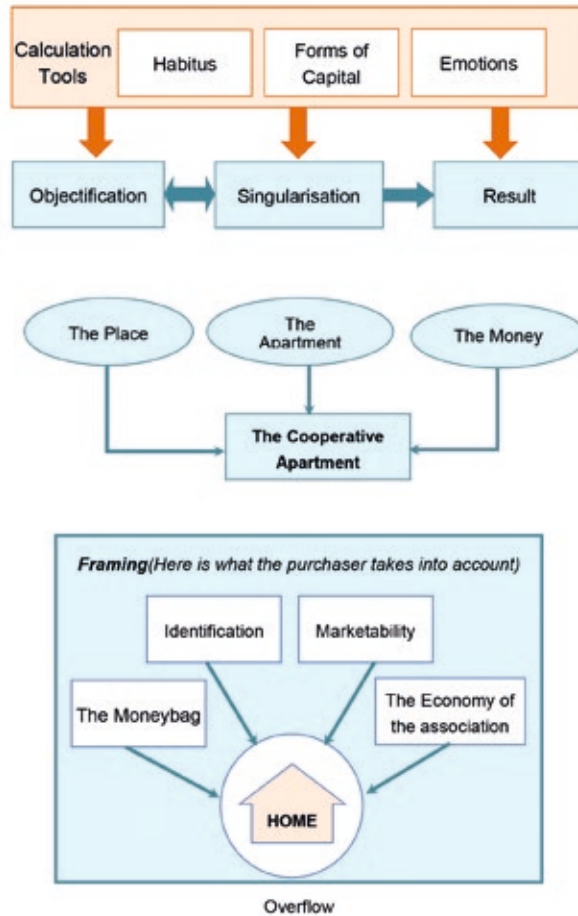 Calculation
Tools
Habitus
Forms of
Capital
Emotions
Objectification
Singularisation
Result
The Place
The
Apartment
The Money
The Cooperative
Apartment
Framing(Here is what the purchaser takes into account)
Identification
Marketability
The Moneybag
The Economy of
the association
HOME
Overflow